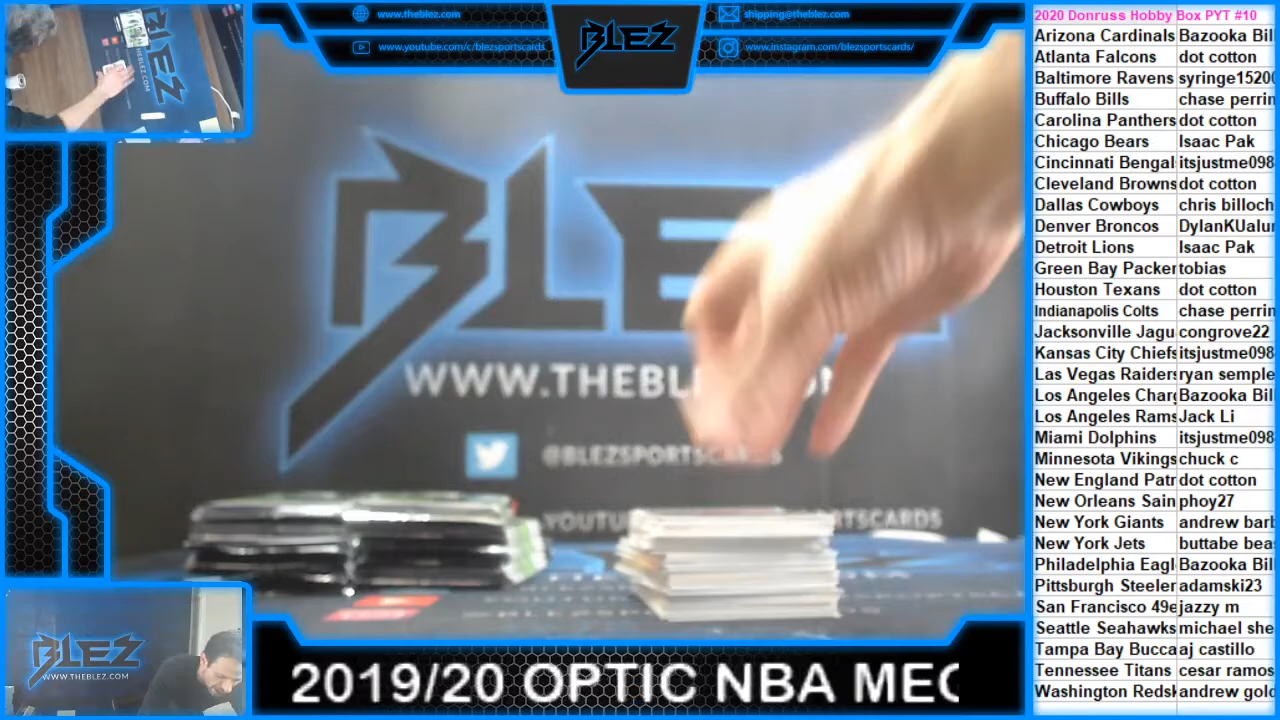 www.theblez.com
shipping@theblez.com
www.youtube.com/c/blezsportscards
www.instagram.com/blezsportscards/
BLEZ
BLEZ
BLEZ
.COM
BLEZ
@BLEZSPORTSCARDS
BLEZ
WWW.THEBLEZ.COM
2019/20 OPTIC NBA MEG
2020 Donruss Hobby Box PYT #10
Arizona Cardinals Bazooka Bil
Atlanta Falcons dot cotton
Baltimore Ravens syringe15200
Buffalo Bills chase perrin
Carolina Panthers dot cotton
Chicago Bears Isaac Pak
Cincinnati Bengal itsjustme098
Cleveland Browns dot cotton
Dallas Cowboys chris billoch
Denver Broncos DylanKUalu
Detroit Lions Isaac Pak
Green Bay Packer tobias
Houston Texans dot cotton
Indianapolis Colts chase perrin
Jacksonville Jagu congrove22
Kansas City Chiefs itsjustme098
Las Vegas Raiders ryan semple
Los Angeles Charg Bazooka Bil
Los Angeles Rams Jack Li
Miami Dolphins itsjustme098
Minnesota Vikings chuck c
New England Patr dot cotton
New Orleans Sain phoy27
New York Giants andrew barl
New York Jets buttabe bea
Philadelphia Eagl Bazooka Bil
Pittsburgh Steeler adamski23
San Francisco 49e jazzy m
Seattle Seahawks michael she
Tampa Bay Bucca aj castillo
Tennessee Titans cesar ramos
Washington Redsk andrew gold